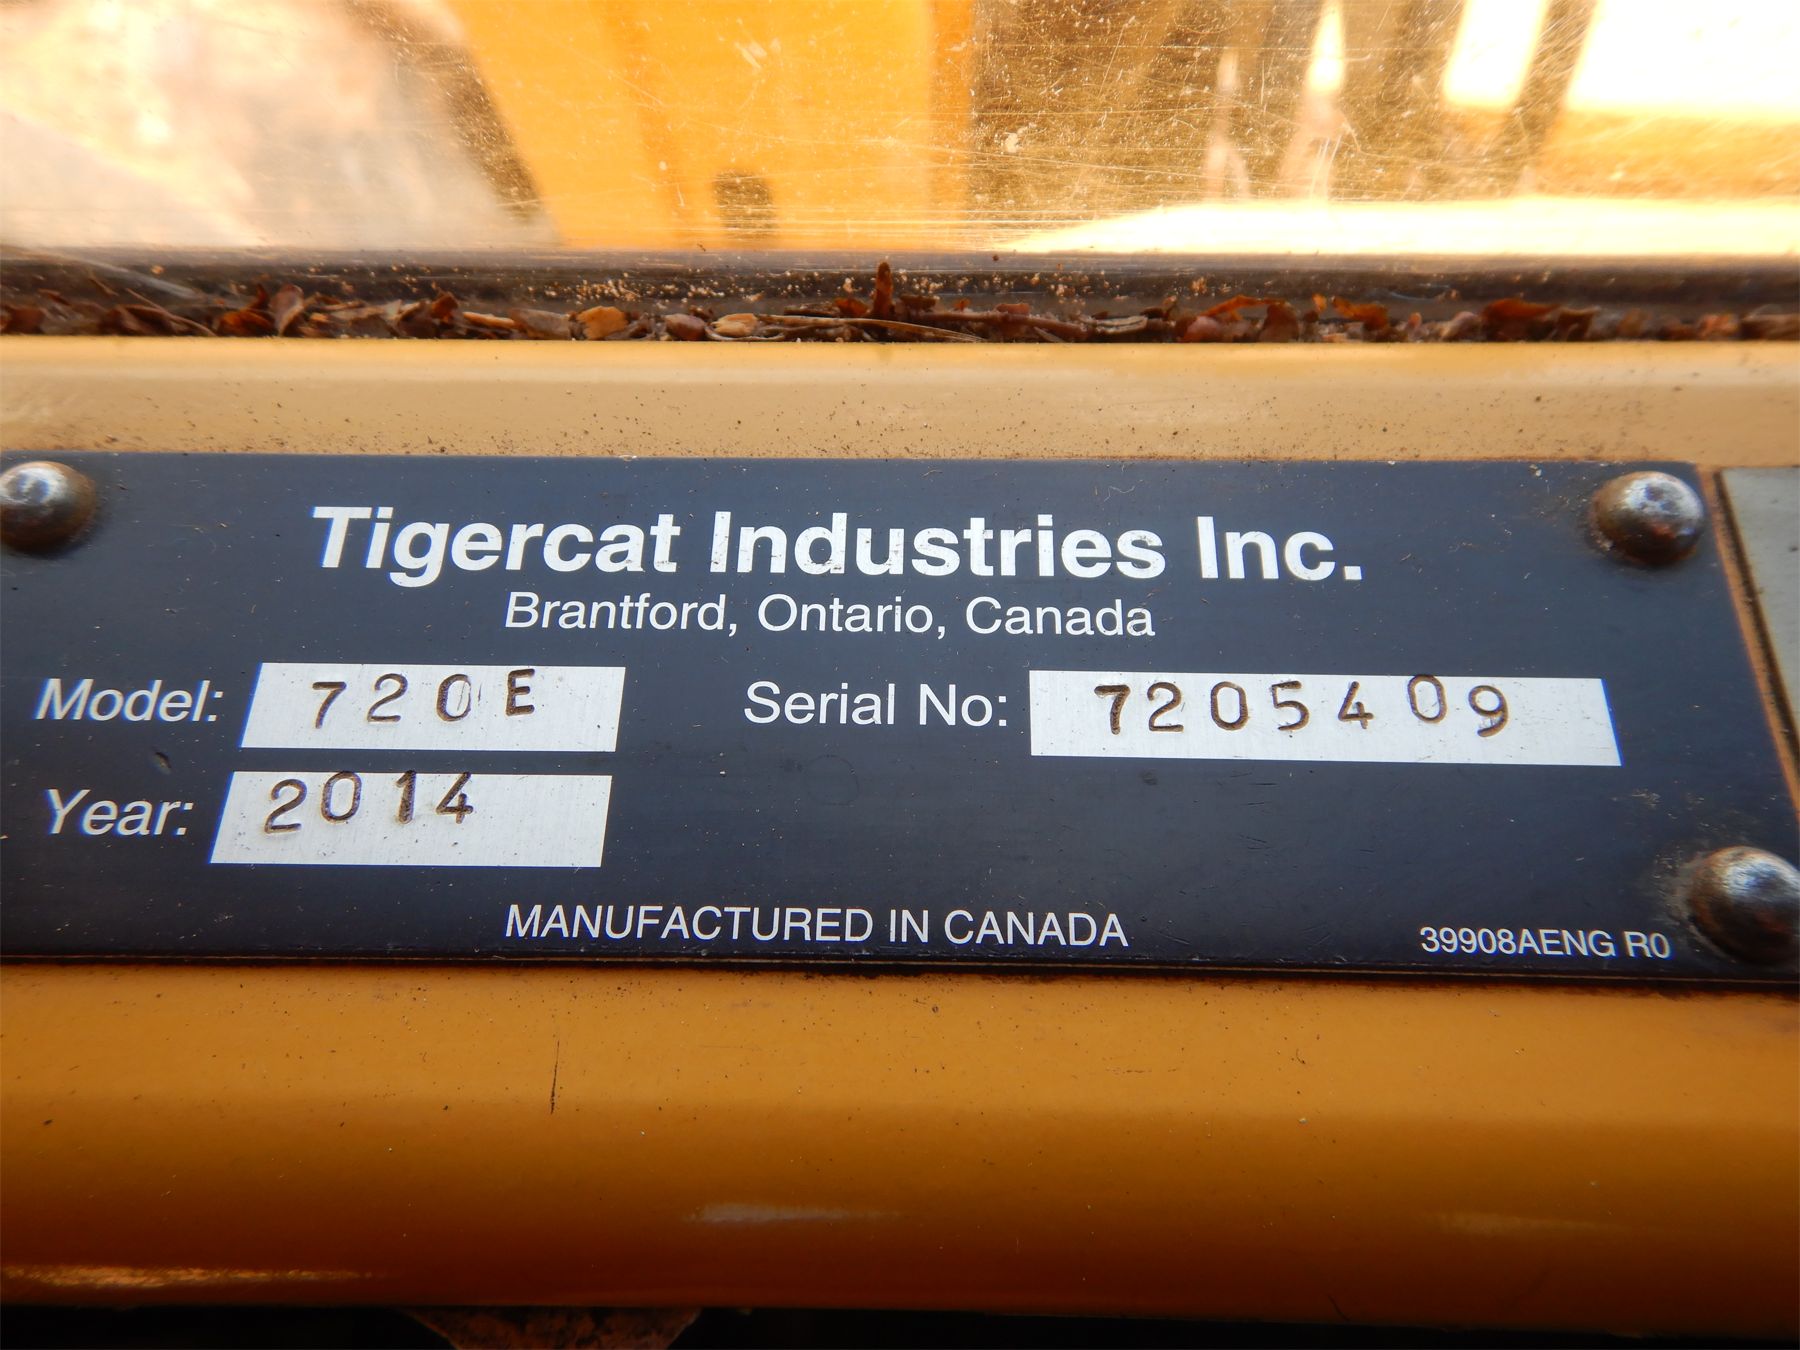 Tigercat Industries Inc.
Brantford, Ontario, Canada
Model: 720E Serial No: 7205409
Year: 2014
MANUFACTURED IN CANADA 39908AENG R0